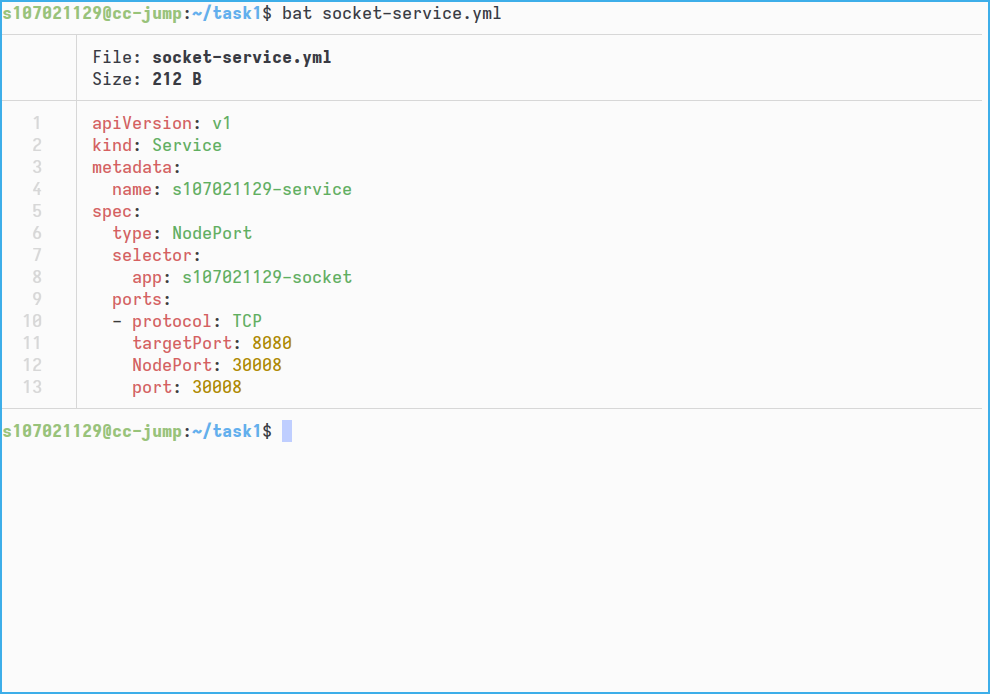 s107021129@cc-jump:~/task1$ bat socket-service.yml
File: socket-service.yml
Size: 212 B
1 apiVersion: v1
2 kind: Service
3 metadata:
4   name: s107021129-service
5 spec:
6   type: NodePort
7   selector:
8     app: s107021129-socket
9   ports:
10   - protocol: TCP
11     targetPort: 8080
12     NodePort: 30008
13     port: 30008
s107021129@cc-jump:~/task1$